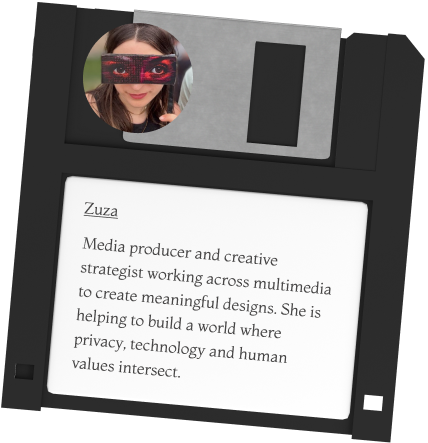 Zuza
Media producer and creative
strategist working across multimedia
to create meaningful designs. She is
helping to build a world where
privacy, technology and human
values intersect.